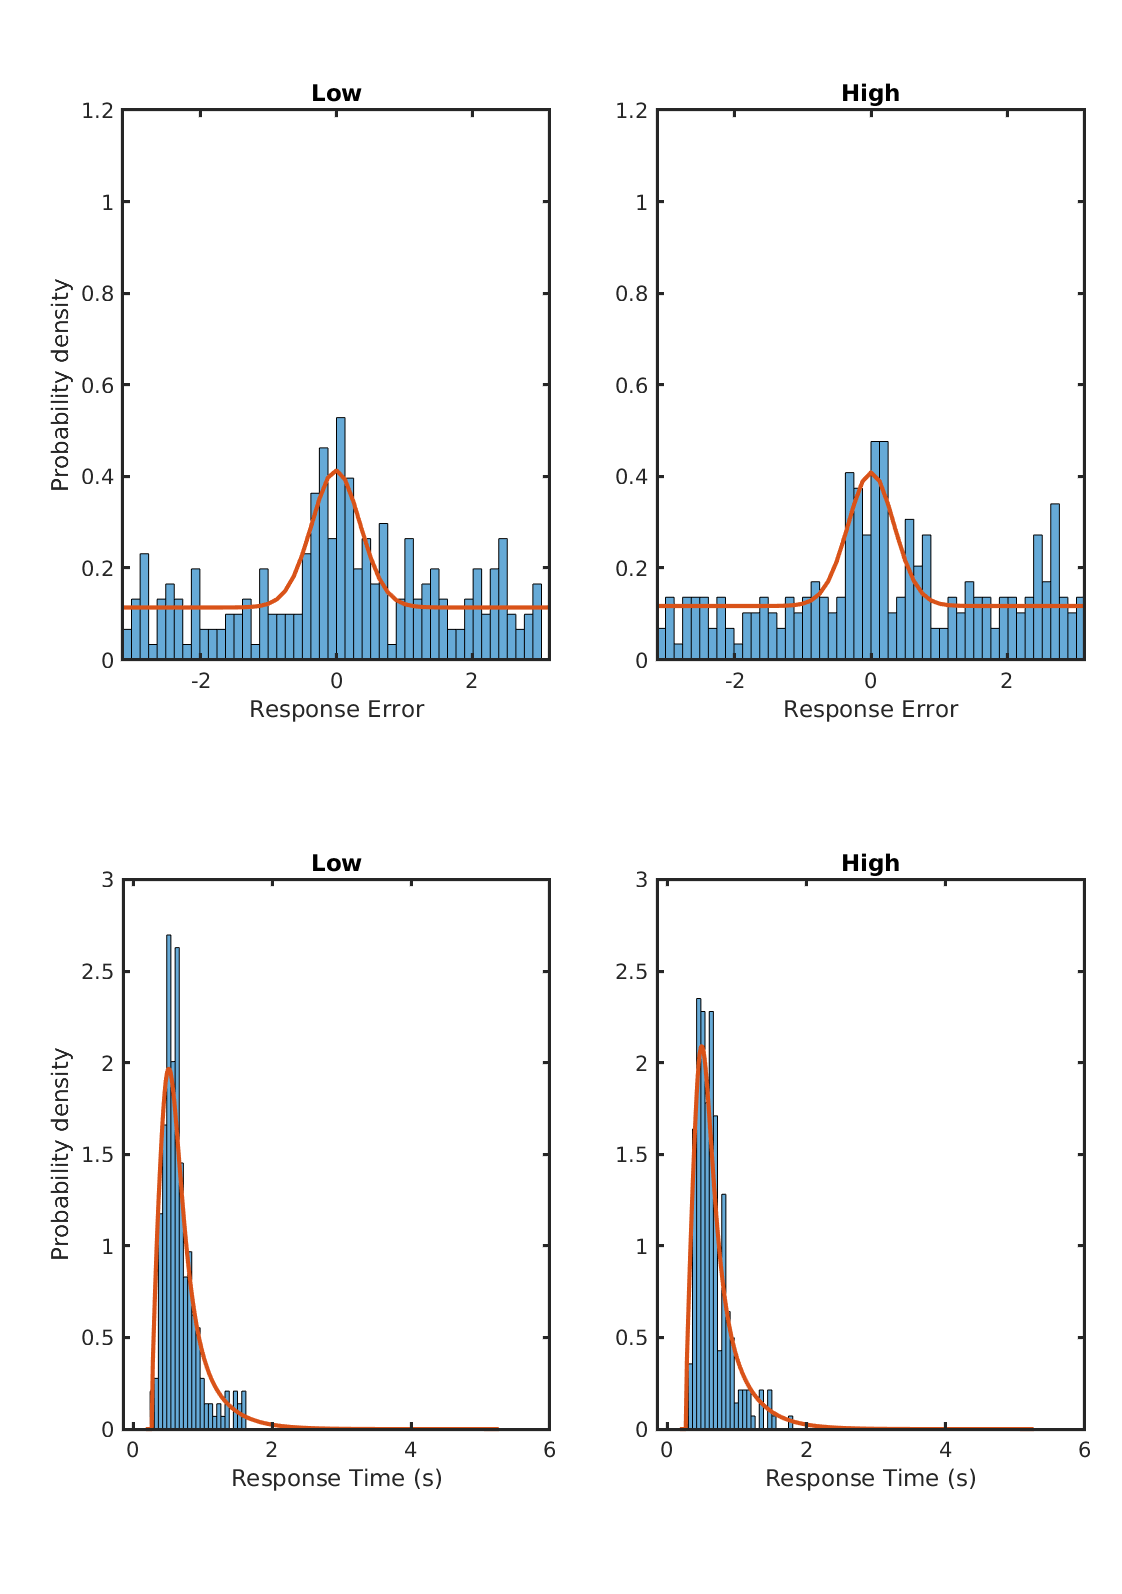 Low High
1.2 1.2
1 1
0.8 0.8
0.6 0.6
0.4 0.4
0.2 0.2
0 0
Probability density
-2 0 2 -2 0 2
Response Error Response Error
Low High
3 3
2.5 2.5
2 2
1.5 1.5
1 1
0.5 0.5
0 0
Probability density
0 2 4 6 0 2 4 6
Response Time (s) Response Time (s)